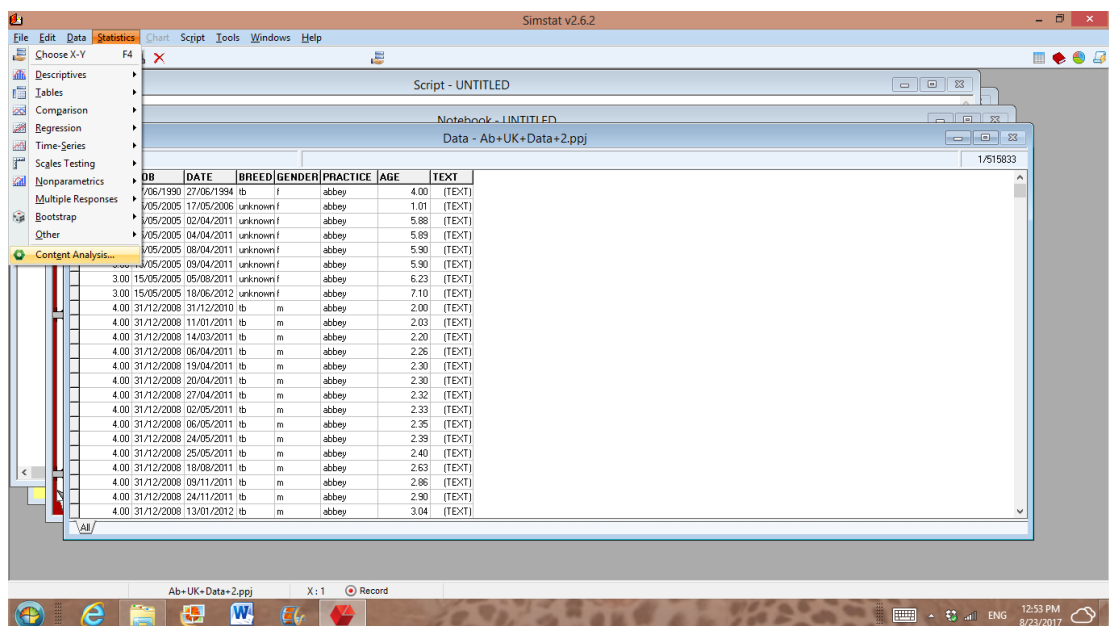 Simstat v2.6.2
File Edit Data Statistics Chart Script Tools Windows Help
Choose X-Y F4
Descriptives
Tables
Comparison
Regression
Time-Series
Scales Testing
Nonparametrics
Multiple Responses
Bootstrap
Other
Content Analysis...
Script - UNTITLED
Notebook - UNTITLED
Data - Ab+UK+Data+2.ppj
1/515833
DATE BREED GENDER PRACTICE AGE TEXT
/06/1990 27/06/1994 tb f abbey 4.00 (TEXT)
/05/2005 17/05/2006 unknown f abbey 1.01 (TEXT)
/05/2005 02/04/2011 unknown f abbey 5.88 (TEXT)
/05/2005 04/04/2011 unknown f abbey 5.89 (TEXT)
/05/2005 08/04/2011 unknown f abbey 5.90 (TEXT)
/05/2005 09/04/2011 unknown f abbey 5.90 (TEXT)
3.00 15/05/2005 05/08/2011 unknown f abbey 6.23 (TEXT)
3.00 15/05/2005 18/06/2012 unknown f abbey 7.10 (TEXT)
4.00 31/12/2008 31/12/2010 tb m abbey 2.00 (TEXT)
4.00 31/12/2008 11/01/2011 tb m abbey 2.03 (TEXT)
4.00 31/12/2008 14/03/2011 tb m abbey 2.20 (TEXT)
4.00 31/12/2008 06/04/2011 tb m abbey 2.26 (TEXT)
4.00 31/12/2008 19/04/2011 tb m abbey 2.30 (TEXT)
4.00 31/12/2008 20/04/2011 tb m abbey 2.30 (TEXT)
4.00 31/12/2008 27/04/2011 tb m abbey 2.32 (TEXT)
4.00 31/12/2008 02/05/2011 tb m abbey 2.33 (TEXT)
4.00 31/12/2008 06/05/2011 tb m abbey 2.35 (TEXT)
4.00 31/12/2008 24/05/2011 tb m abbey 2.39 (TEXT)
4.00 31/12/2008 25/05/2011 tb m abbey 2.40 (TEXT)
4.00 31/12/2008 18/08/2011 tb m abbey 2.63 (TEXT)
4.00 31/12/2008 09/11/2011 tb m abbey 2.86 (TEXT)
4.00 31/12/2008 24/11/2011 tb m abbey 2.90 (TEXT)
4.00 31/12/2008 13/01/2012 tb m abbey 3.04 (TEXT)
All
Ab+UK+Data+2.ppj X : 1 Record
ENG 12:53 PM
8/23/2017